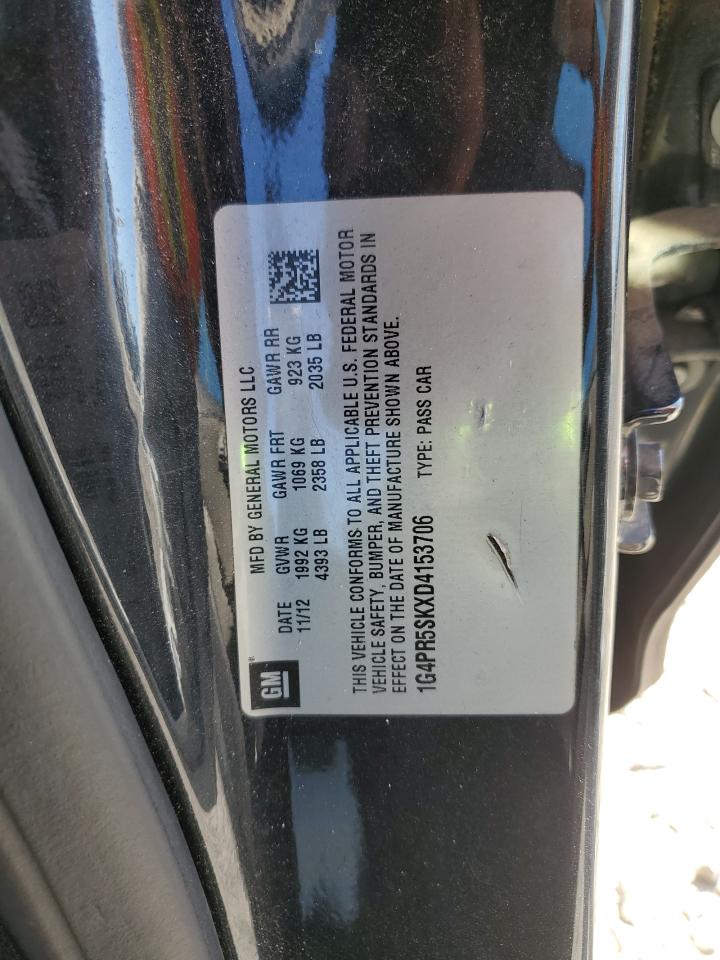 GM
MFD BY GENERAL MOTORS LLC
DATE GVWR GAWR FRT GAWR RR
11/12 1992 KG 1069 KG 923 KG
4393 LB 2358 LB 2035 LB
THIS VEHICLE CONFORMS TO ALL APPLICABLE U.S. FEDERAL MOTOR
VEHICLE SAFETY, BUMPER, AND THEFT PREVENTION STANDARDS IN
EFFECT ON THE DATE OF MANUFACTURE SHOWN ABOVE.
1G4PR5SKXD4153706 TYPE: PASS CAR